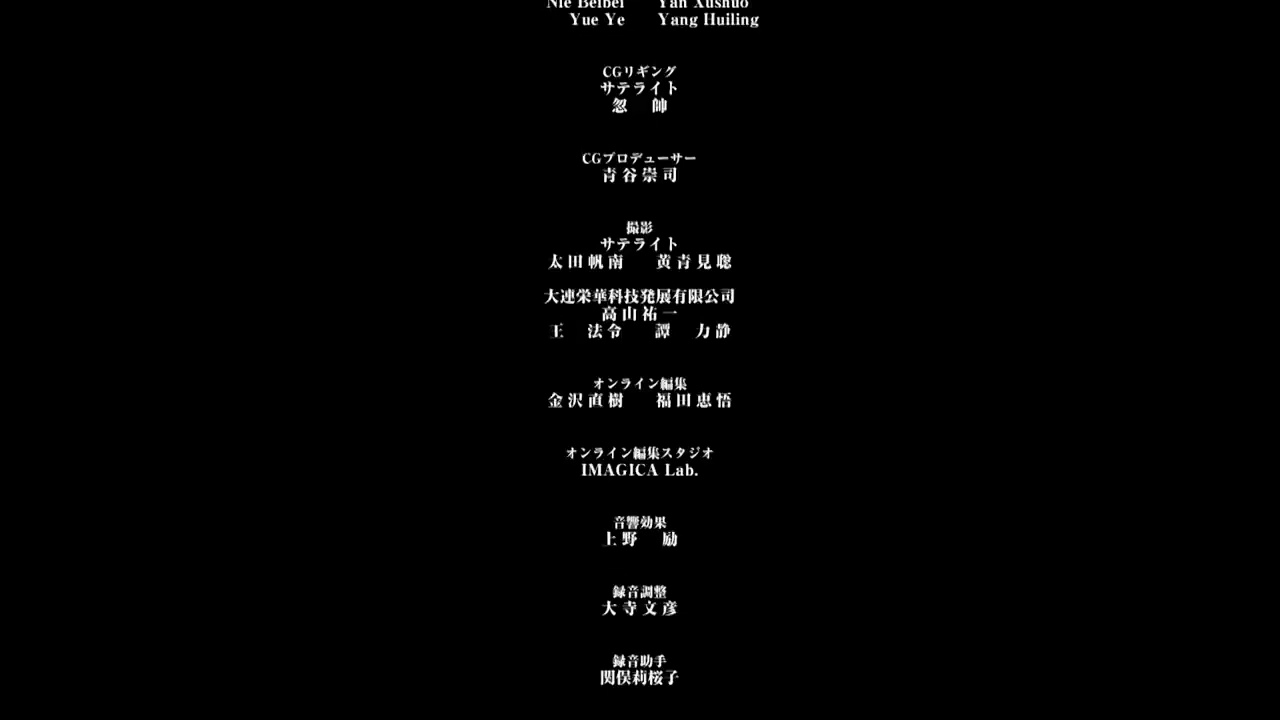 Nie Beibei Yan Xushuo
Yue Ye Yang Huiling
CGリギング
サテライト
忽 帥
CGプロデューサー
青谷崇司
撮影
サテライト
太田帆南 黄青見聡
大連栄華科技発展有限公司
高山祐一
王 法令 譚 力静
オンライン編集
金沢直樹 福田恵悟
オンライン編集スタジオ
IMAGICA Lab.
音響効果
上野 励
録音調整
大寺文彦
録音助手
関俣莉桜子